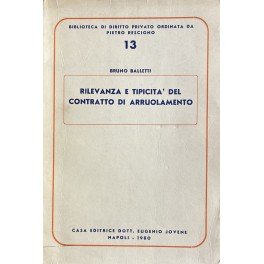 BIBLIOTECA DI DIRITTO PRIVATO ORDINATA DA
PIETRO RESCIGNO
13
BRUNO BALLETTI
RILEVANZA E TIPICITA' DEL
CONTRATTO DI ARRUOLAMENTO
CASA EDITRICE DOTT. EUGENIO JOVENE
NAPOLI - 1980